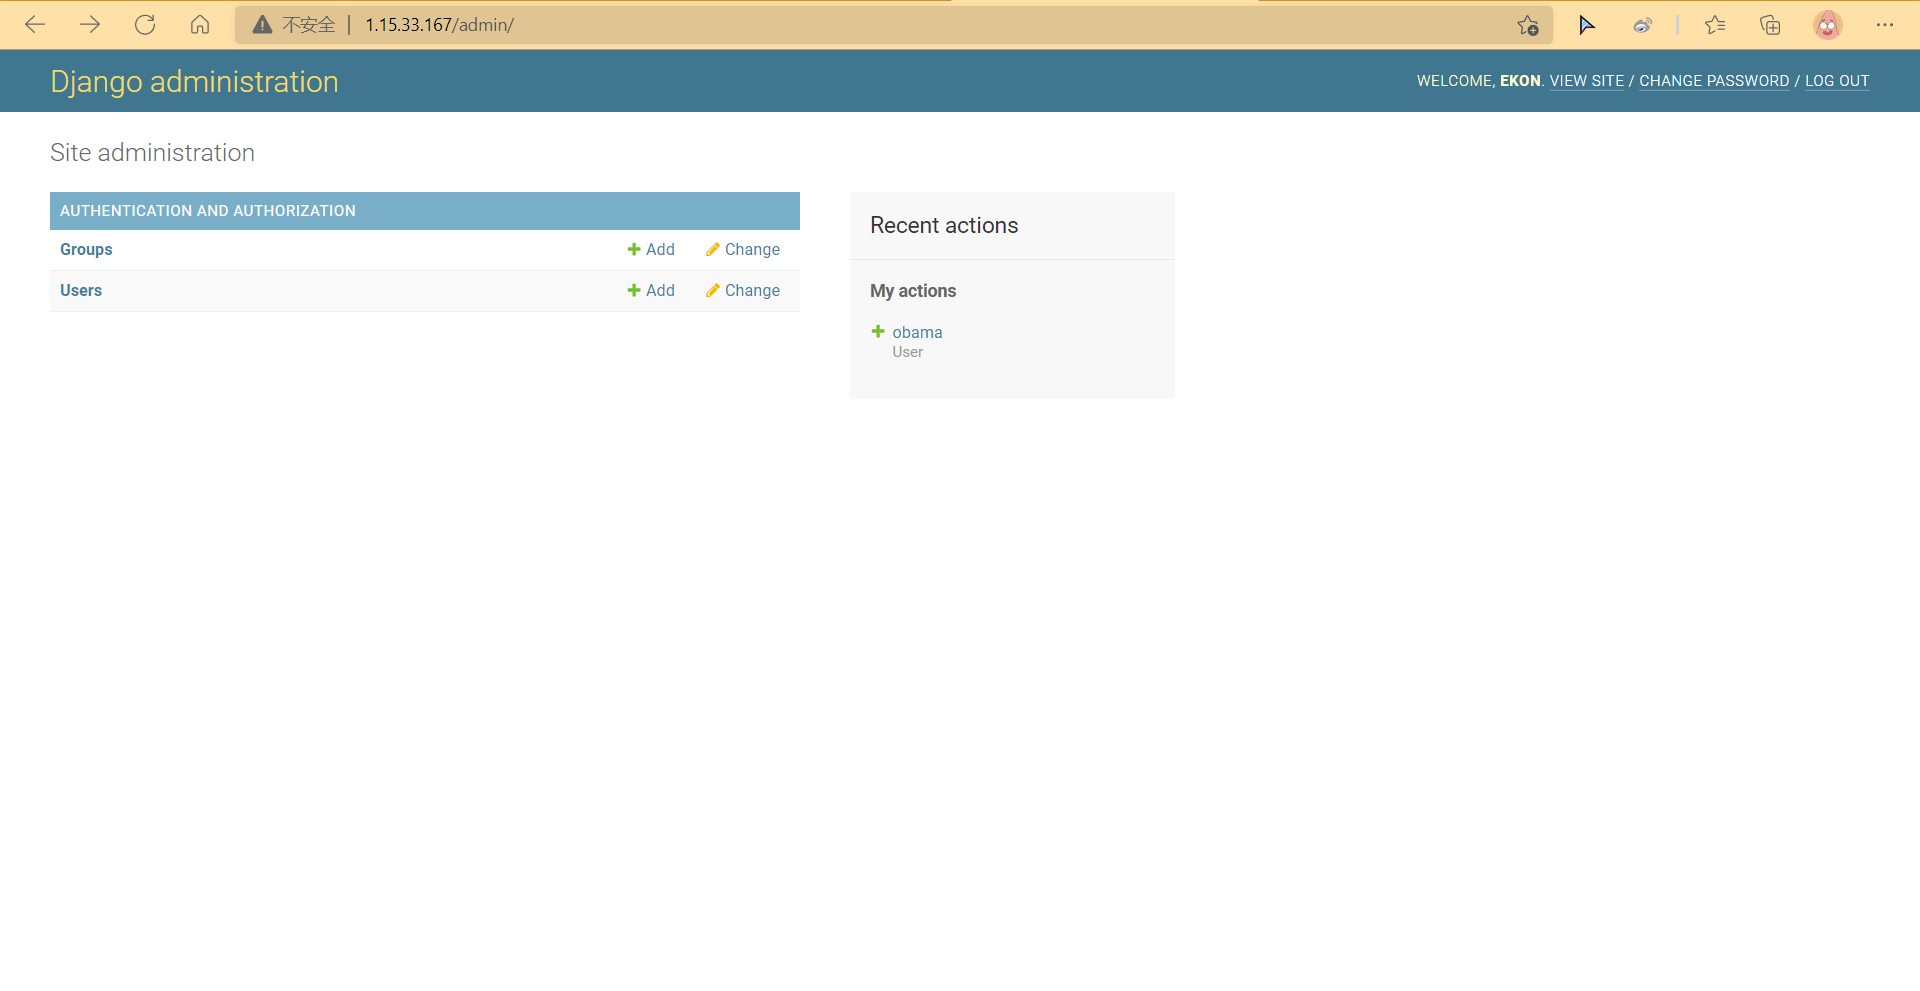 不安全 | 1.15.33.167/admin/
Django administration
WELCOME, EKON. VIEW SITE / CHANGE PASSWORD / LOG OUT
Site administration
AUTHENTICATION AND AUTHORIZATION
Groups Add Change
Users Add Change
Recent actions
My actions
obama
User